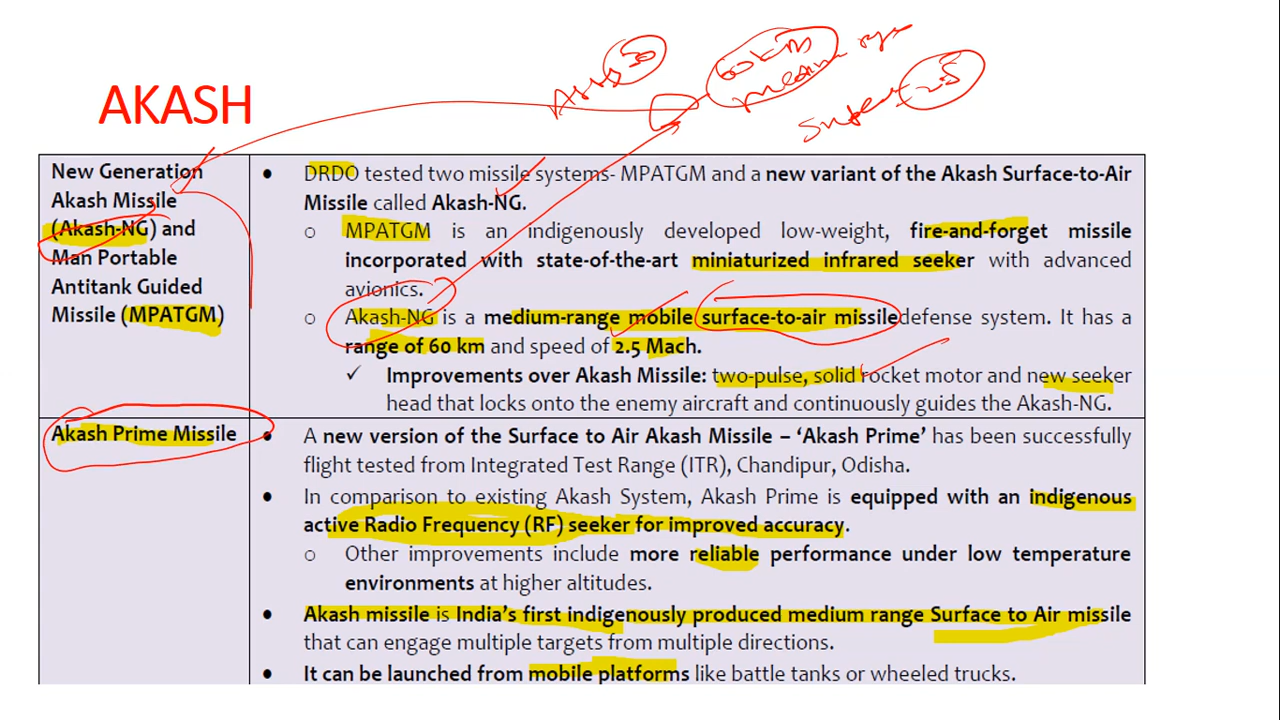 60 kms
50
medium
25
AKASH
New Generation
Akash Missile
(Akash-NG) and
Man Portable
Antitank Guided
Missile (MPATGM)
● DRDO tested two missile systems- MPATGM and a new variant of the Akash Surface-to-Air
Missile called Akash-NG.
o MPATGM is an indigenously developed low-weight, fire-and-forget missile
incorporated with state-of-the-art miniaturized infrared seeker with advanced
avionics.
o Akash-NG is a medium-range mobile surface-to-air missiledefense system. It has a
range of 60 km and speed of 2.5 Mach.
✓ Improvements over Akash Missile: two-pulse, solid rocket motor and new seeker
head that locks onto the enemy aircraft and continuously guides the Akash-NG.
Akash Prime Missile
● A new version of the Surface to Air Akash Missile – ‘Akash Prime’ has been successfully
flight tested from Integrated Test Range (ITR), Chandipur, Odisha.
● In comparison to existing Akash System, Akash Prime is equipped with an indigenous
active Radio Frequency (RF) seeker for improved accuracy.
o Other improvements include more reliable performance under low temperature
environments at higher altitudes.
● Akash missile is India’s first indigenously produced medium range Surface to Air missile
that can engage multiple targets from multiple directions.
● It can be launched from mobile platforms like battle tanks or wheeled trucks.